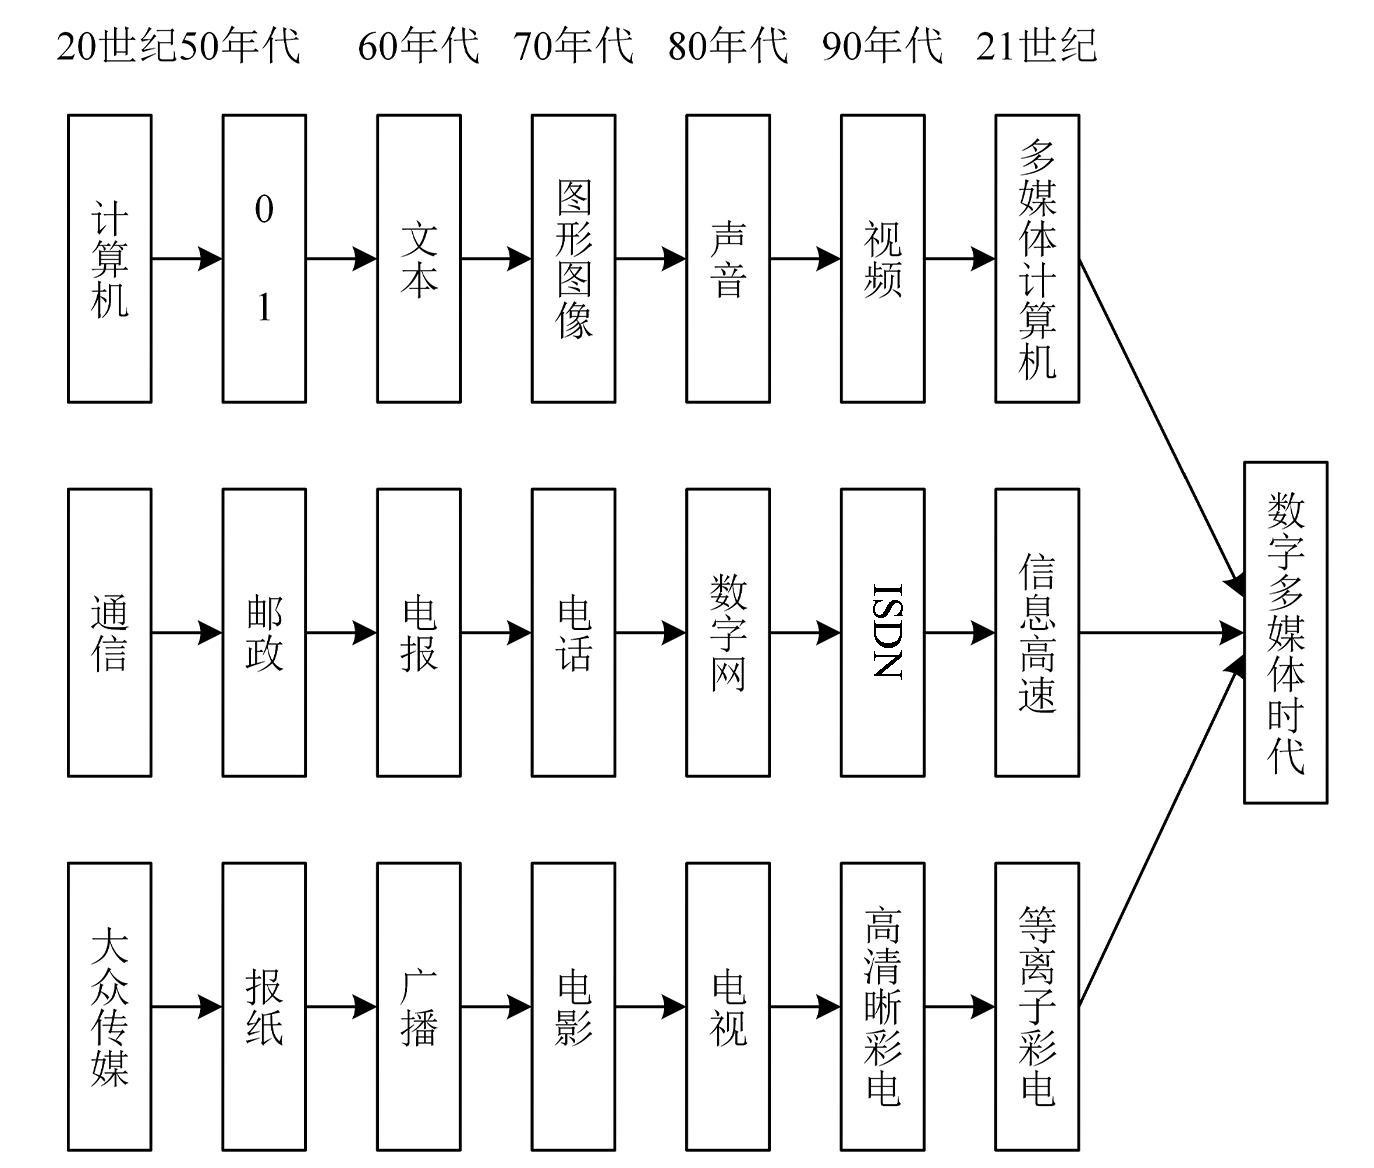 20世纪50年代 60年代 70年代 80年代 90年代 21世纪
计算机
0
1
文本
图形图像
声音
视频
多媒体计算机
通信
邮政
电报
电话
数字网
ISDN
信息高速
数字多媒体时代
大众传媒
报纸
广播
电影
电视
高清晰彩电
等离子彩电